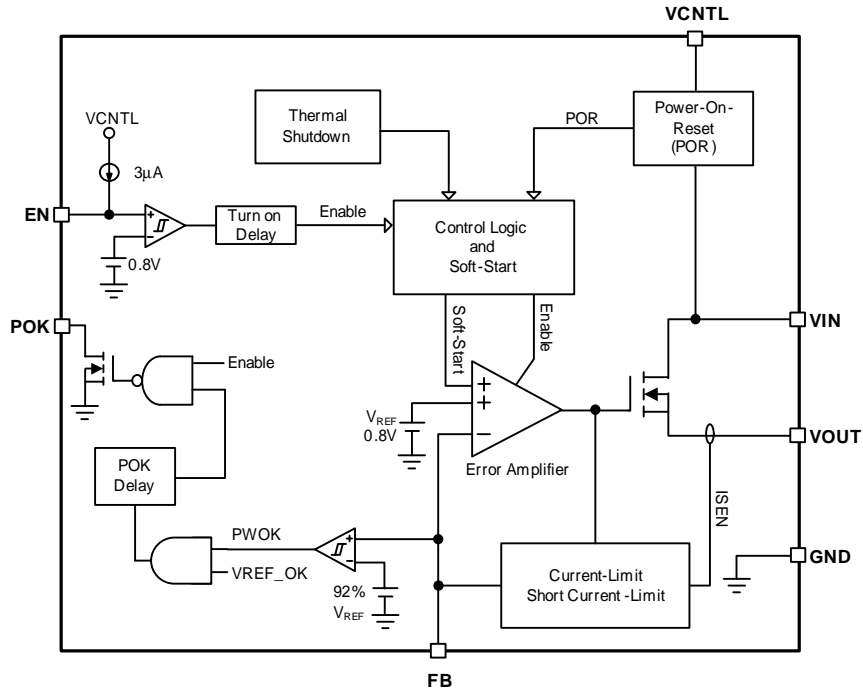 VCNTL
VCNTL
Thermal
Shutdown
POR
Power-On-
Reset
(POR)
3μA
EN
Turn on
Delay
Enable
Control Logic
and
Soft-Start
0.8V
POK
Enable
Soft-Start
Enable
VIN
VREF
0.8V
Error Amplifier
VOUT
POK
Delay
ISEN
PWOK
VREF_OK
92%
VREF
Current-Limit
Short Current-Limit
GND
FB